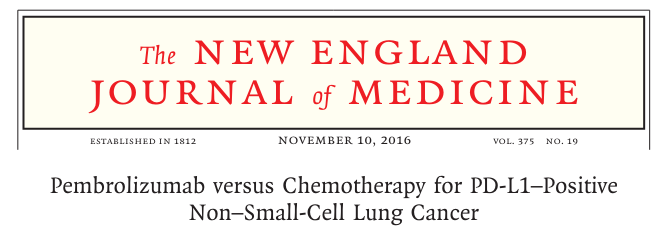 The NEW ENGLAND
JOURNAL of MEDICINE
ESTABLISHED IN 1812 NOVEMBER 10, 2016 VOL. 375 NO. 19
Pembrolizumab versus Chemotherapy for PD-L1–Positive
Non–Small-Cell Lung Cancer